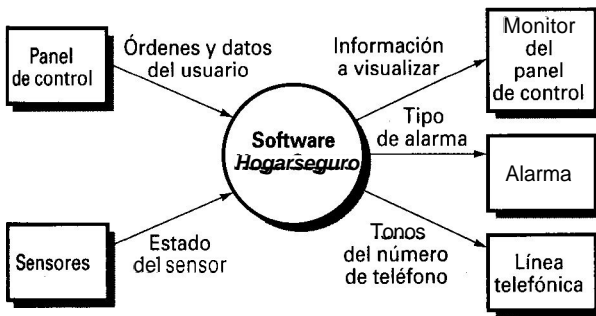 Panel
de control
Órdenes y datos
del usuario
Información
a visualizar
Monitor
del
panel
de control
Software
Hogarseguro
Tipo
de alarma
Alarma
Sensores
Estado
del sensor
Tonos
del número
de teléfono
Línea
telefónica